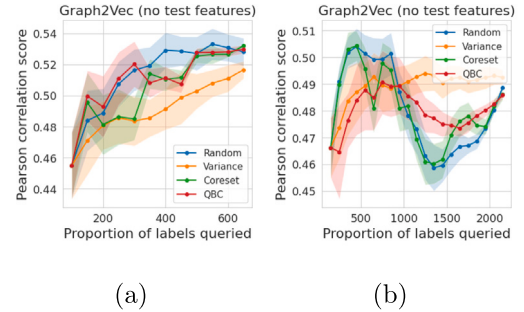 Graph2Vec (no test features)
Pearson correlation score
0.54
0.52
0.50
0.48
0.46
0.44
200
400
600
Proportion of labels queried
Random
Variance
Coreset
QBC
(a)
Graph2Vec (no test features)
Pearson correlation score
0.51
0.50
0.49
0.48
0.47
0.46
0.45
500
1000
1500
2000
Proportion of labels queried
Random
Variance
Coreset
QBC
(b)